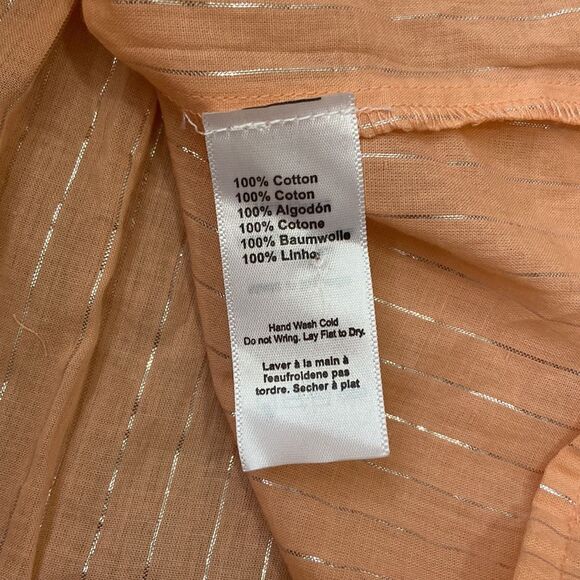 100% Cotton
100% Coton
100% Algodón
100% Cotone
100% Baumwolle
100% Linho
Hand Wash Cold
Do not Wring. Lay Flat to Dry.
Laver à la main à
l'eaufroidene pas
tordre. Secher à plat